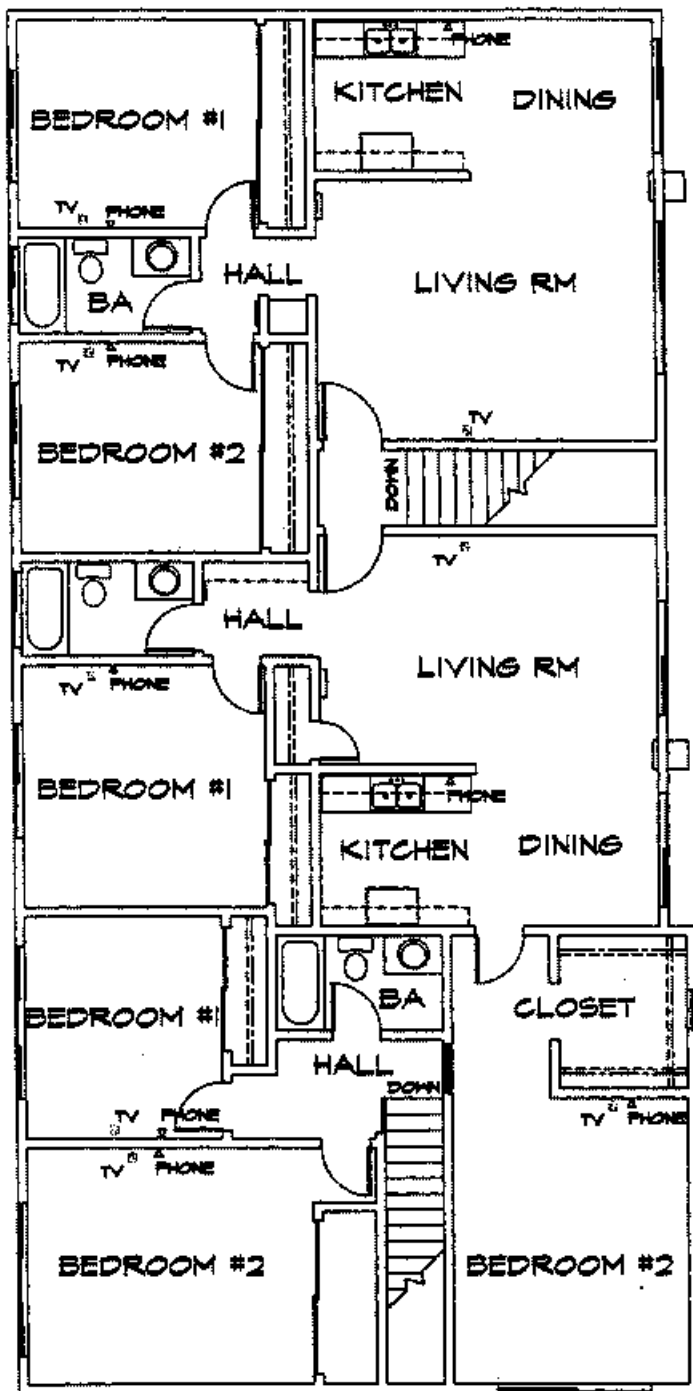 PHONE
KITCHEN
DINING
BEDROOM #1
TV
PHONE
HALL
LIVING RM
BA
TV
PHONE
BEDROOM #2
TV
DOWN
TV
HALL
LIVING RM
TV
PHONE
BEDROOM #1
PHONE
KITCHEN
DINING
BA
CLOSET
BEDROOM #1
HALL
DOWN
TV
PHONE
TV
PHONE
TV
PHONE
BEDROOM #2
BEDROOM #2